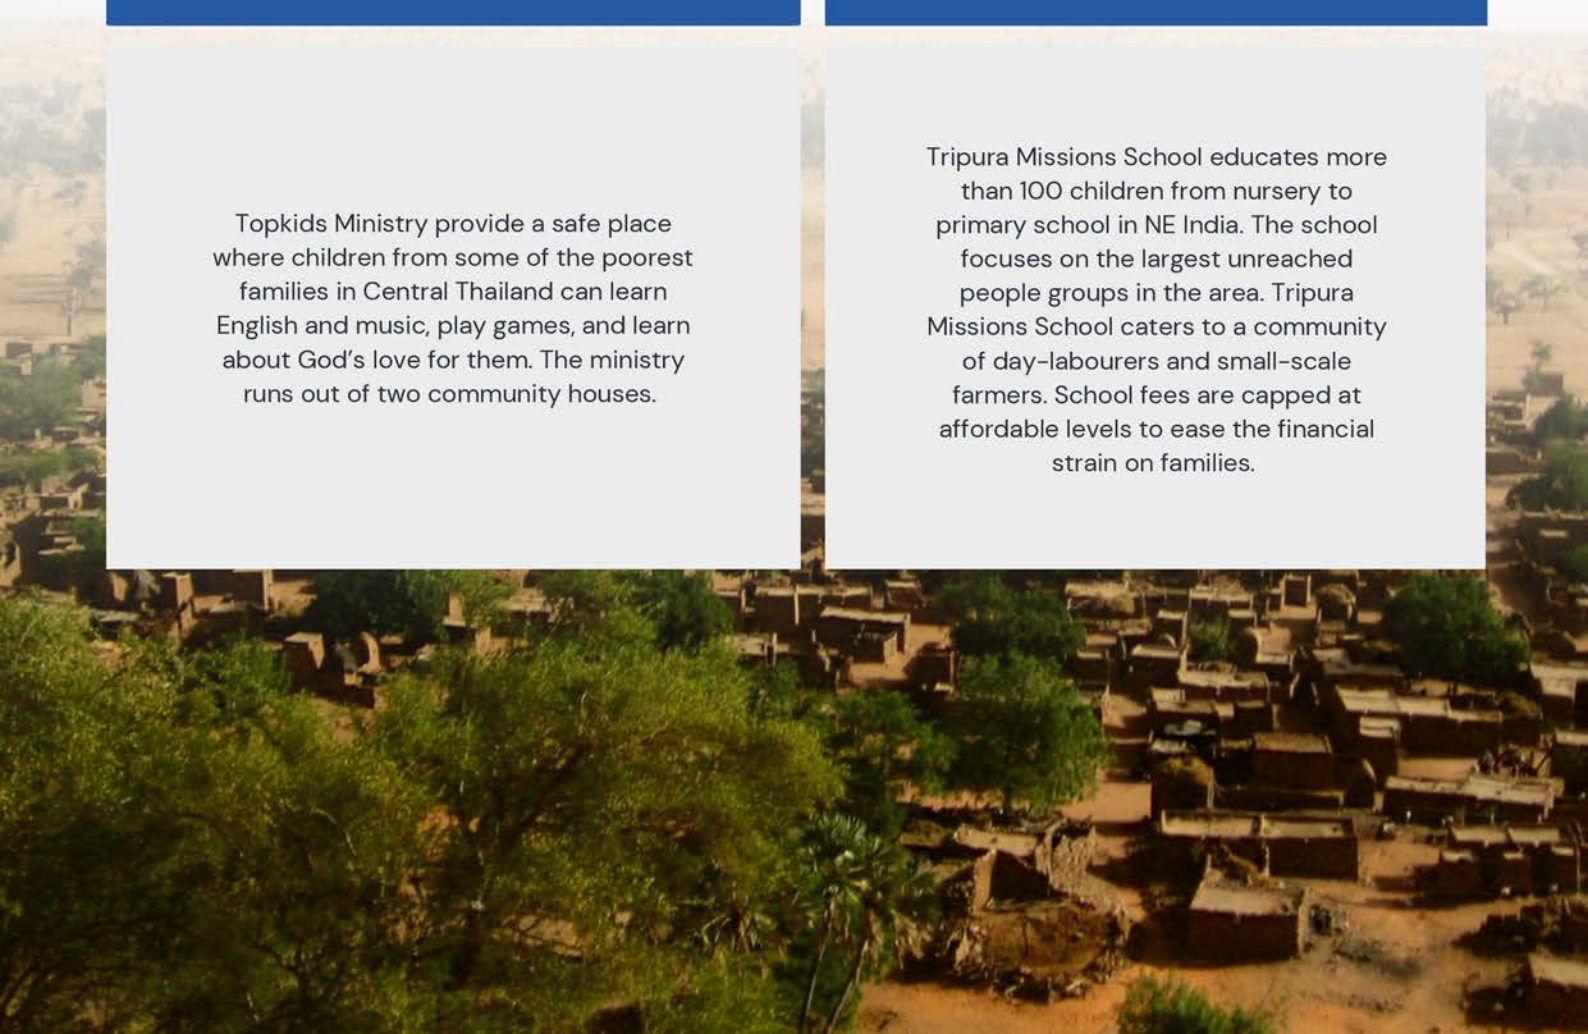 Topkids Ministry provide a safe place
where children from some of the poorest
families in Central Thailand can learn
English and music, play games, and learn
about God’s love for them. The ministry
runs out of two community houses.
Tripura Missions School educates more
than 100 children from nursery to
primary school in NE India. The school
focuses on the largest unreached
people groups in the area. Tripura
Missions School caters to a community
of day-labourers and small-scale
farmers. School fees are capped at
affordable levels to ease the financial
strain on families.